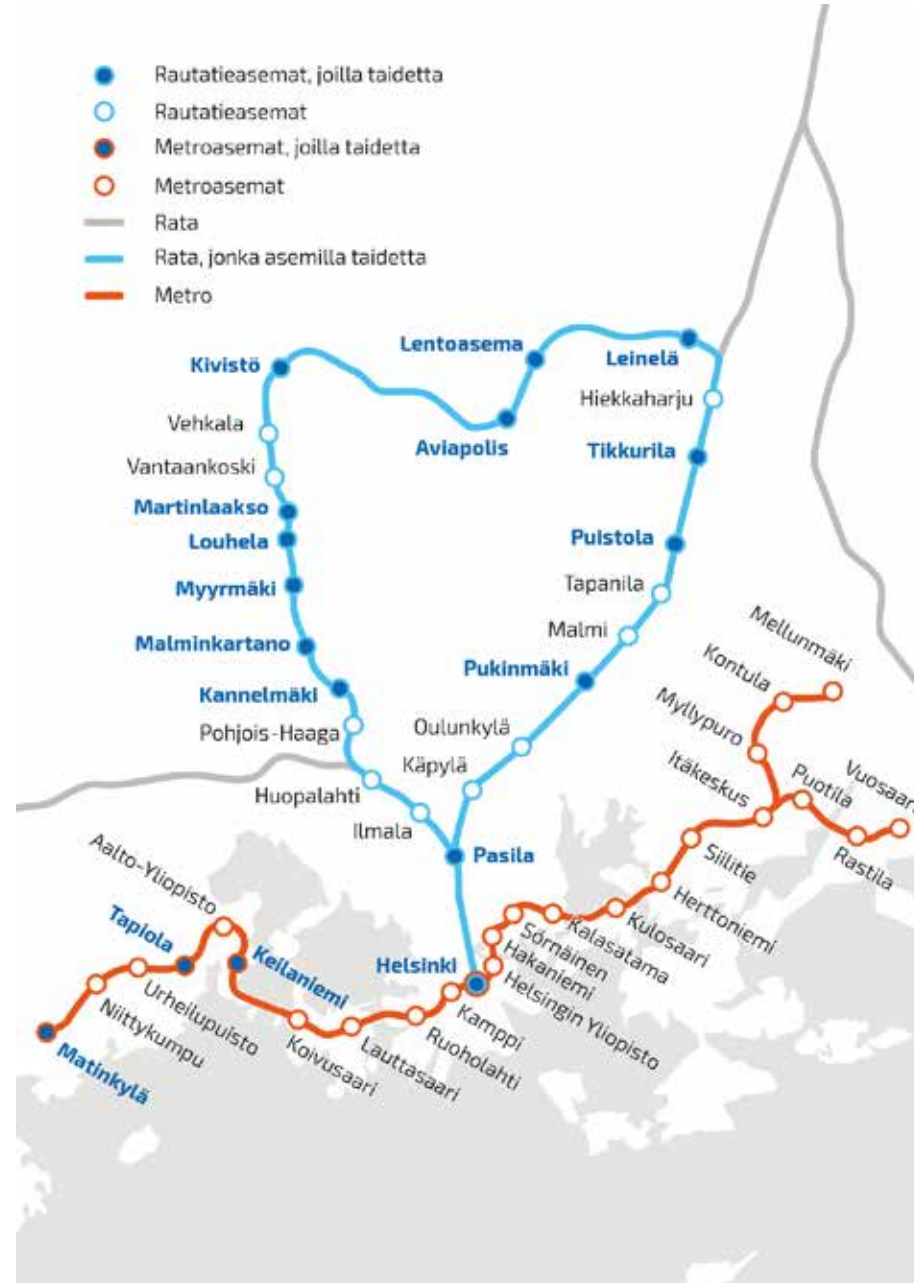 Rautatieasemat, joilla taidetta
Rautatieasemat
Metroasemat, joilla taidetta
Metroasemat
Rata
Rata, jonka asemilla taidetta
Metro
Lentoasema
Leinelä
Kivistö
Hiekkaharju
Vehkala
Aviapolis
Tikkurila
Vantaankoski
Martinlaakso
Louhela
Puistola
Myyrmäki
Tapanila
Malmi
Malminkartano
Pukinmäki
Kannelmäki
Pohjois-Haaga
Oulunkylä
Käpylä
Huopalahti
Ilmala
Pasila
Mellunmäki
Kontula
Myllypuro
Itäkeskus
Puotila
Vuosaari
Rastila
Siilitie
Herttoniemi
Kulosaari
Kalasatama
Sörnäinen
Hakaniemi
Helsingin Yliopisto
Helsinki
Kamppi
Ruoholahti
Lauttasaari
Koivusaari
Keilaniemi
Aalto-Yliopisto
Tapiola
Urheilupuisto
Niittykumpu
Matinkylä